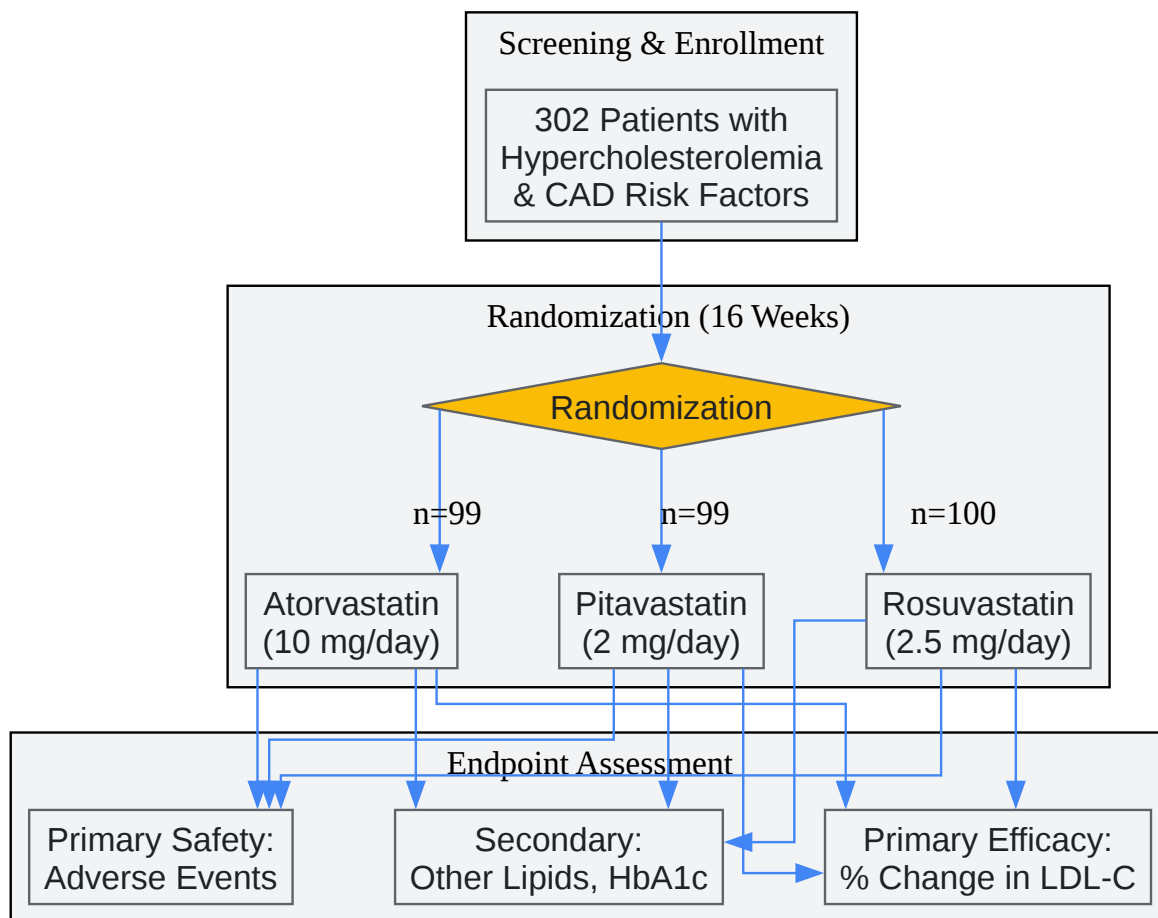 Screening & Enrollment
302 Patients with
Hypercholesterolemia
& CAD Risk Factors
Randomization (16 Weeks)
Randomization
n=99
n=99
n=100
Atorvastatin
(10 mg/day)
Pitavastatin
(2 mg/day)
Rosuvastatin
(2.5 mg/day)
Endpoint Assessment
Primary Safety:
Adverse Events
Secondary:
Other Lipids, HbA1c
Primary Efficacy:
% Change in LDL-C